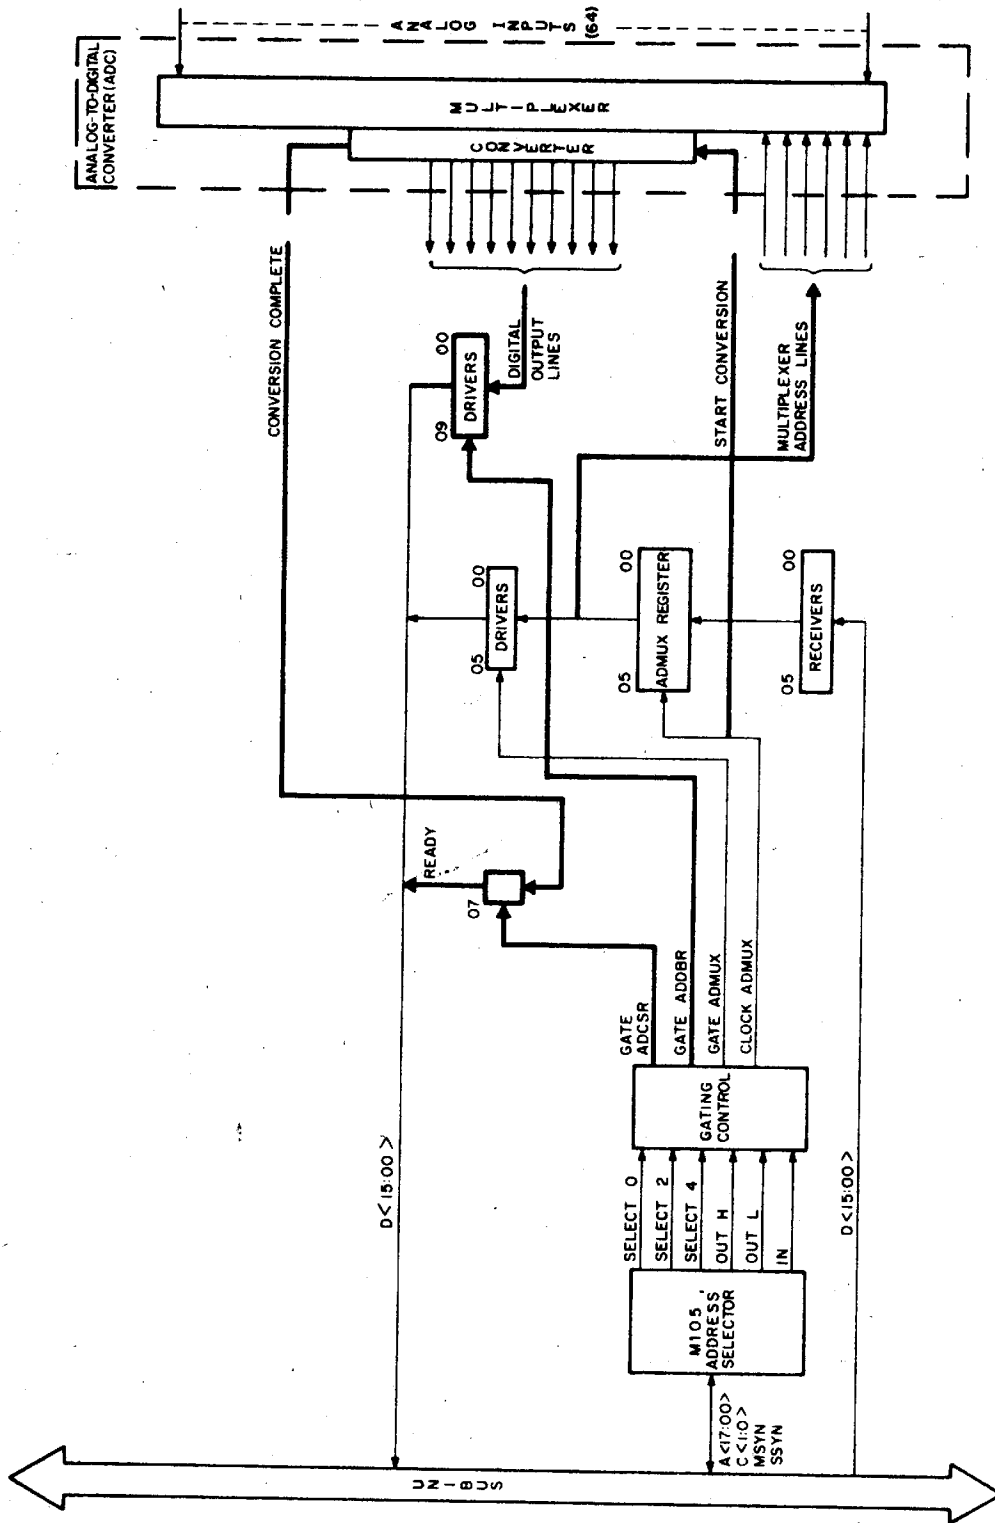 ANALOG-TO-DIGITAL
CONVERTER (ADC)
ANALOG INPUTS
(64)
MULTIPLEXER
CONVERTER
CONVERSION COMPLETE
DIGITAL
OUTPUT
LINES
START CONVERSION
MULTIPLEXER
ADDRESS LINES
09
DRIVERS
00
05
DRIVERS
00
05
ADMUX REGISTER
00
05
RECEIVERS
00
READY
07
GATE
ADCSR
GATE ADDBR
GATE ADMUX
CLOCK ADMUX
GATING
CONTROL
D<15:00>
SELECT 0
SELECT 2
SELECT 4
OUT H
OUT L
IN
D<15:00>
M105
ADDRESS
SELECTOR
A<17:00>
C<1:0>
MSYN
SSYN
UNIBUS